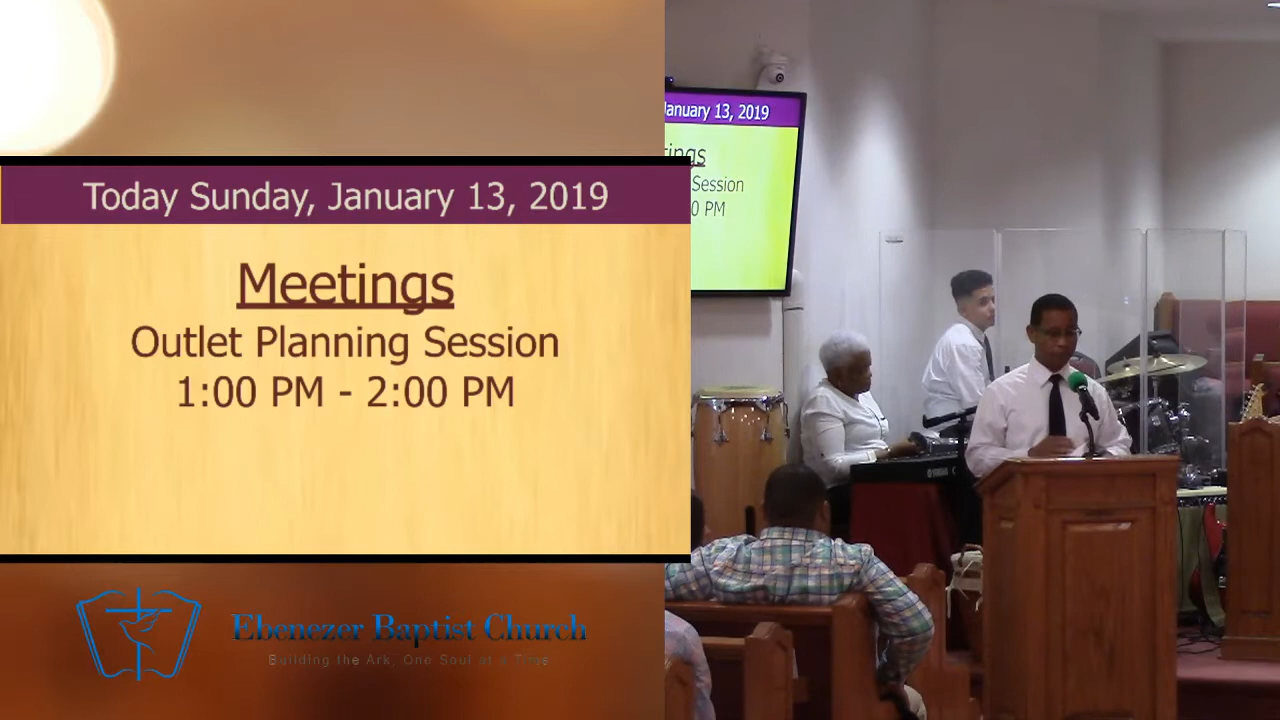 Today Sunday, January 13, 2019
Meetings
Outlet Planning Session
1:00 PM - 2:00 PM
Ebenezer Baptist Church
Building the Ark, One Soul at a Time
January 13, 2019
Session
0 PM
YAMAHA